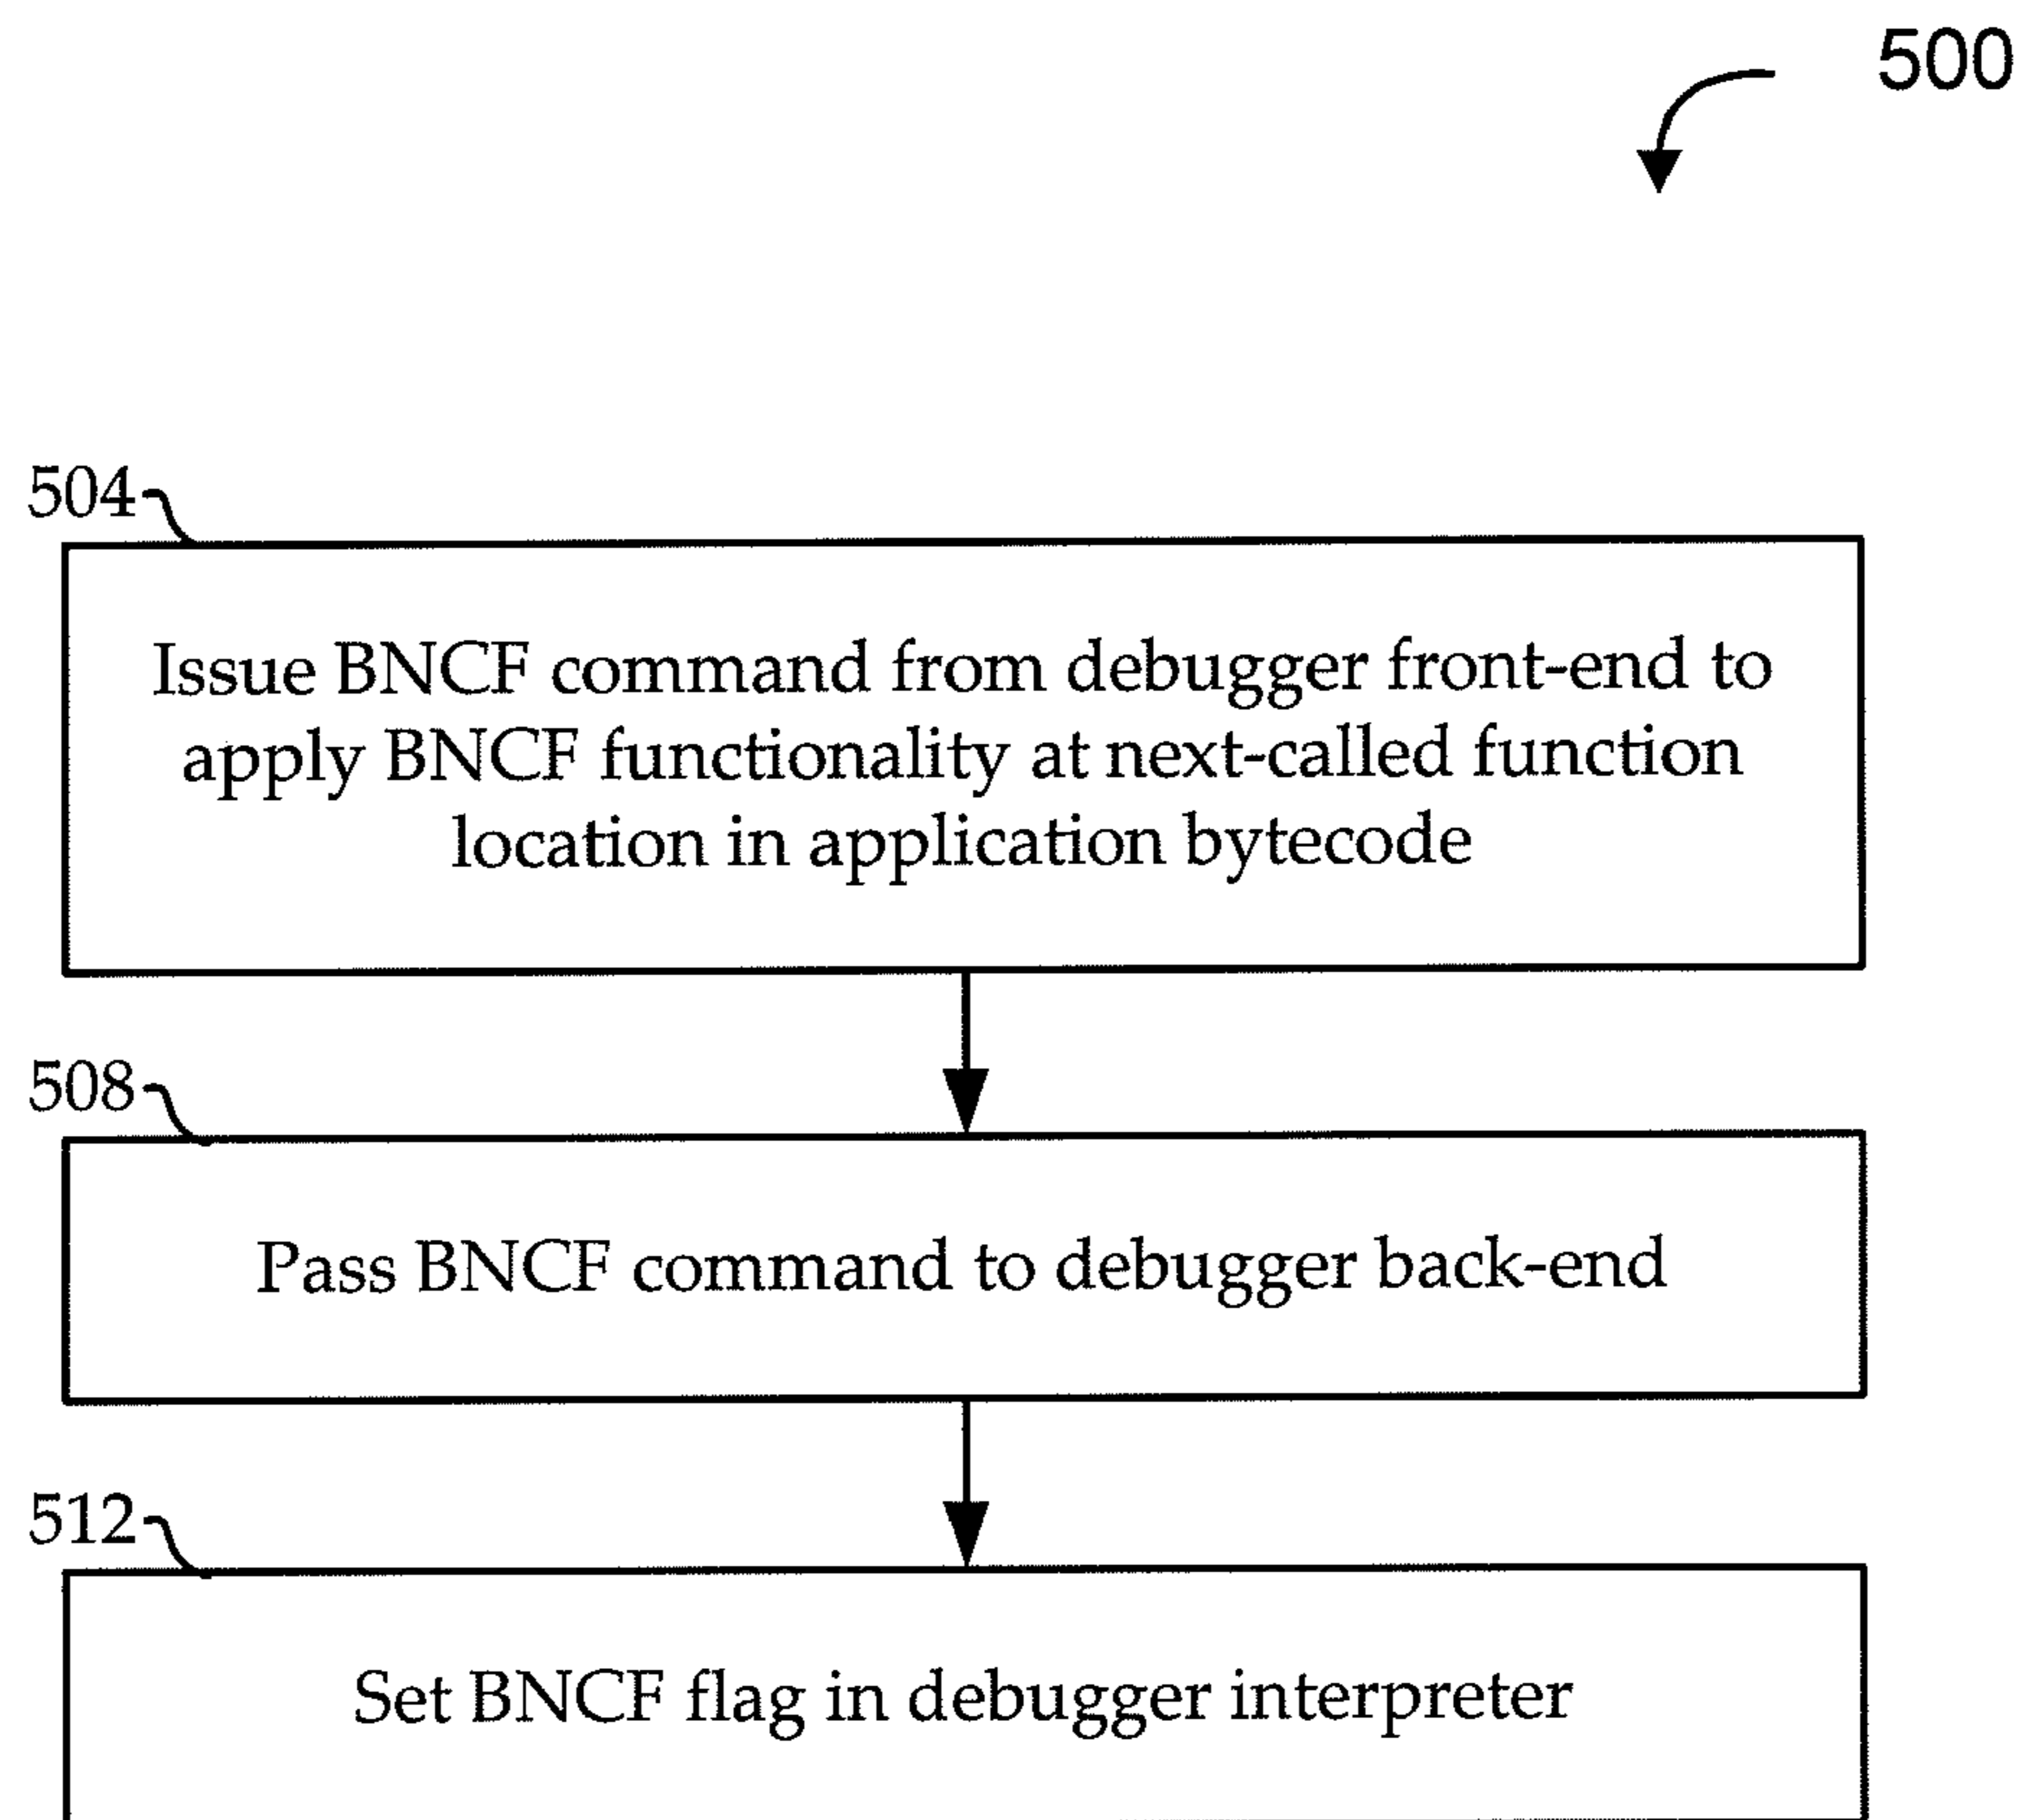 500
504
Issue BNCF command from debugger front-end to
apply BNCF functionality at next-called function
location in application bytecode
508
Pass BNCF command to debugger back-end
512
Set BNCF flag in debugger interpreter